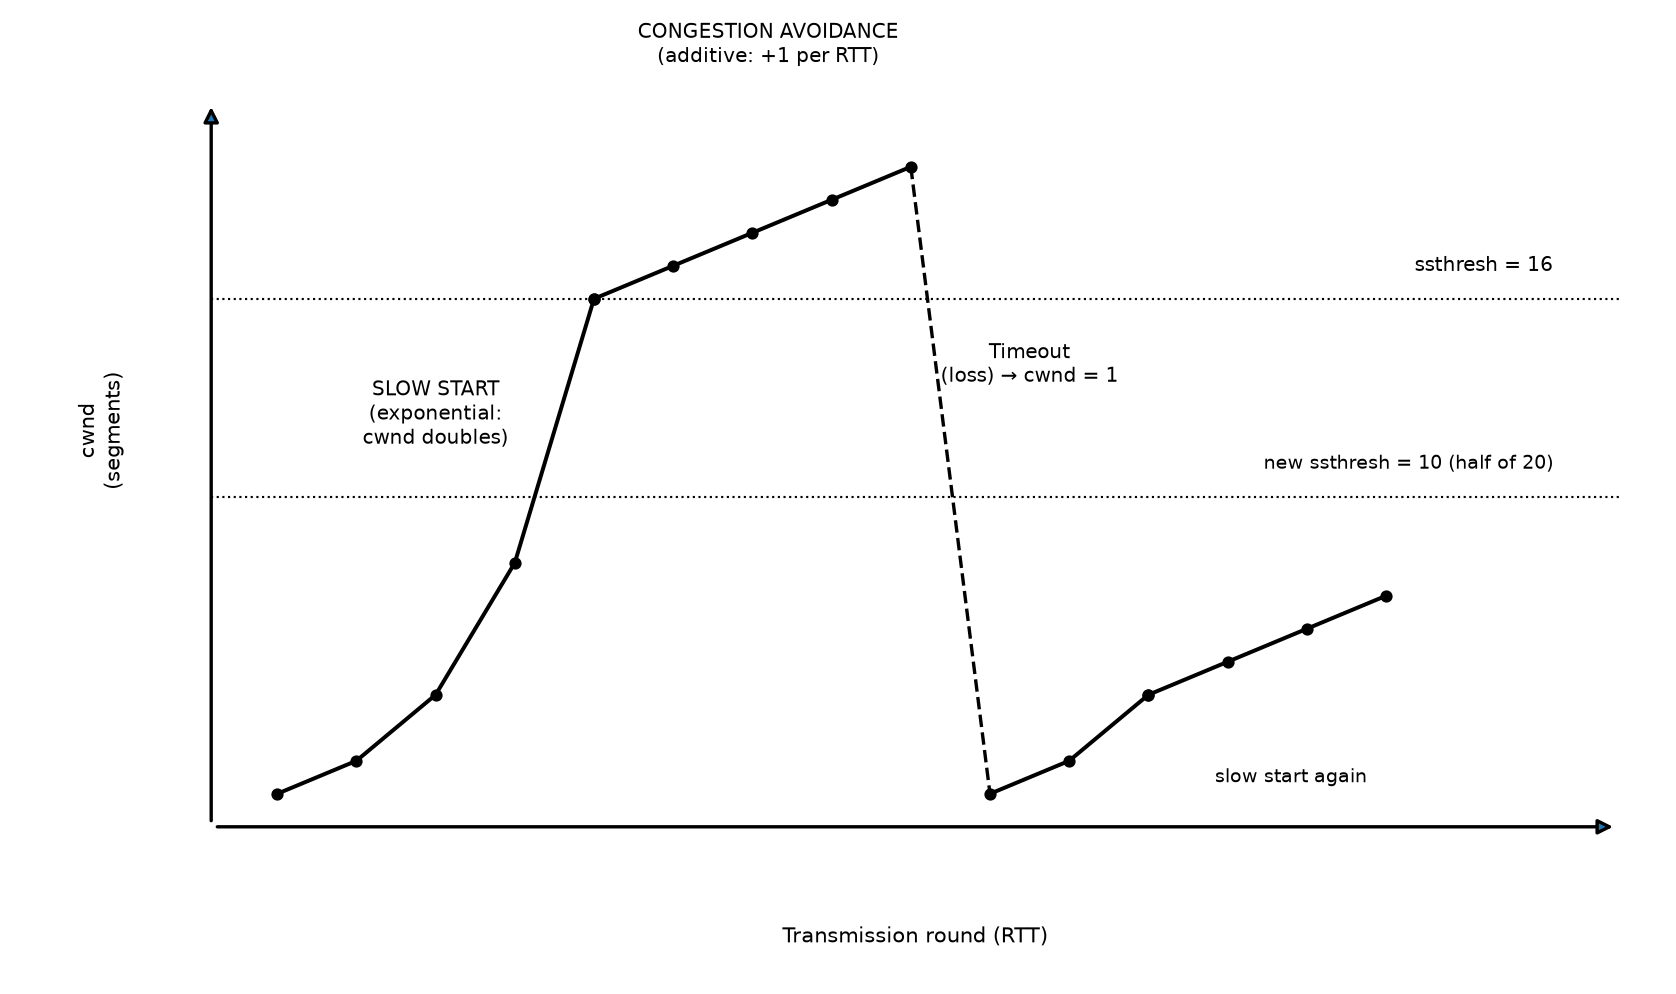 CONGESTION AVOIDANCE
(additive: +1 per RTT)
ssthresh = 16
Timeout
(loss) → cwnd = 1
SLOW START
(exponential:
cwnd doubles)
cwnd
(segments)
new ssthresh = 10 (half of 20)
slow start again
Transmission round (RTT)